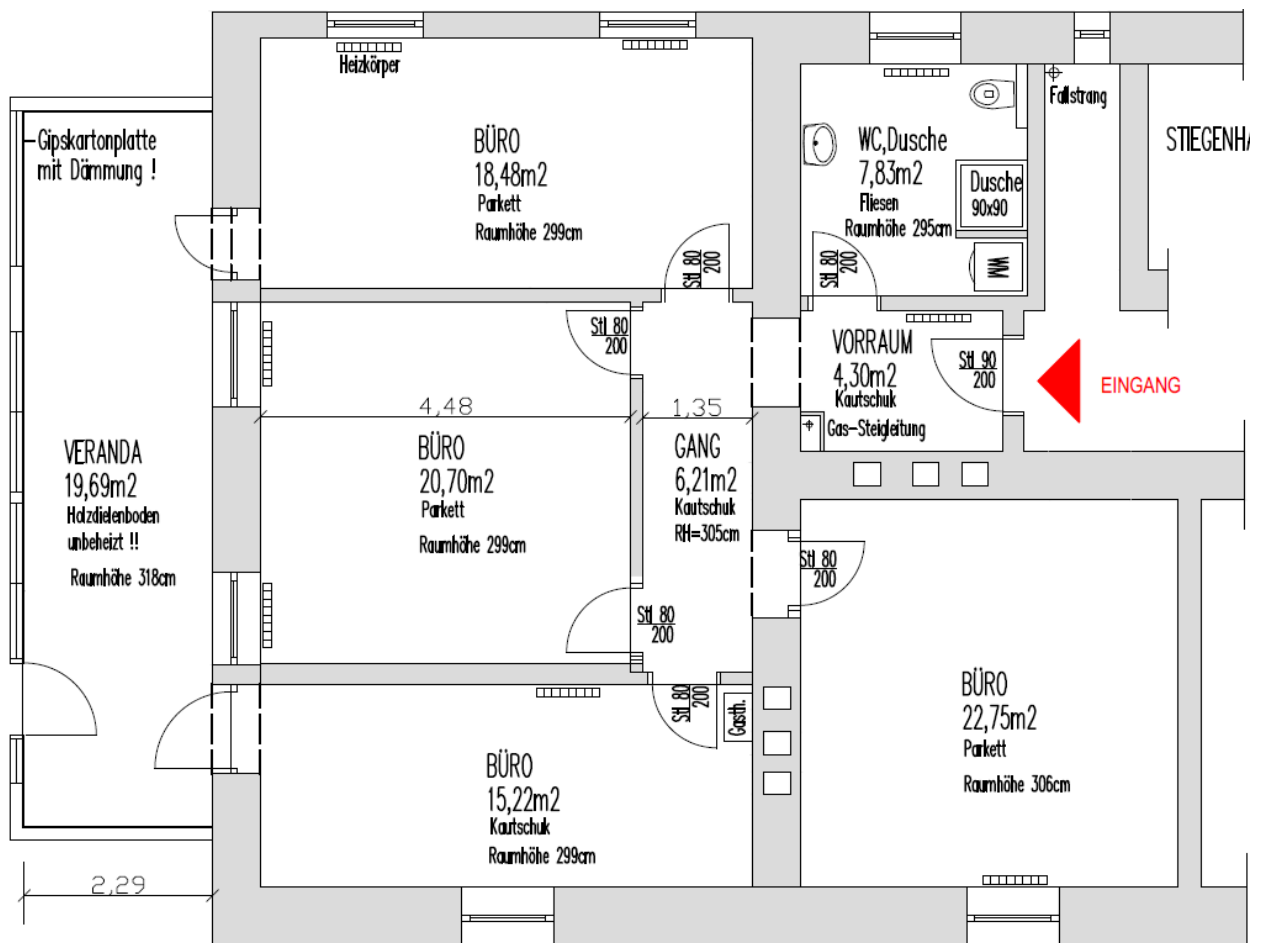 Heizkörper
Gipskartonplatte
mit Dämmung !
BÜRO
18,48m2
Parkett
Raumhöhe 299cm
Stl 80
200
WC,Dusche
7,83m2
Fliesen
Raumhöhe 295cm
Dusche
90x90
WM
Stl 80
200
Fallstrang
STIEGENHA
VORRAUM
4,30m2
Kautschuk
Gas-Steigleitung
Stl 90
200
EINGANG
Stl 80
200
4,48
1,35
BÜRO
20,70m2
Parkett
Raumhöhe 299cm
GANG
6,21m2
Kautschuk
RH=305cm
VERANDA
19,69m2
Holzdielenboden
unbeheizt !!
Raumhöhe 318cm
Stl 80
200
Stl 80
200
Stl 80
200
Gasth.
BÜRO
22,75m2
Parkett
Raumhöhe 306cm
BÜRO
15,22m2
Kautschuk
Raumhöhe 299cm
2,29